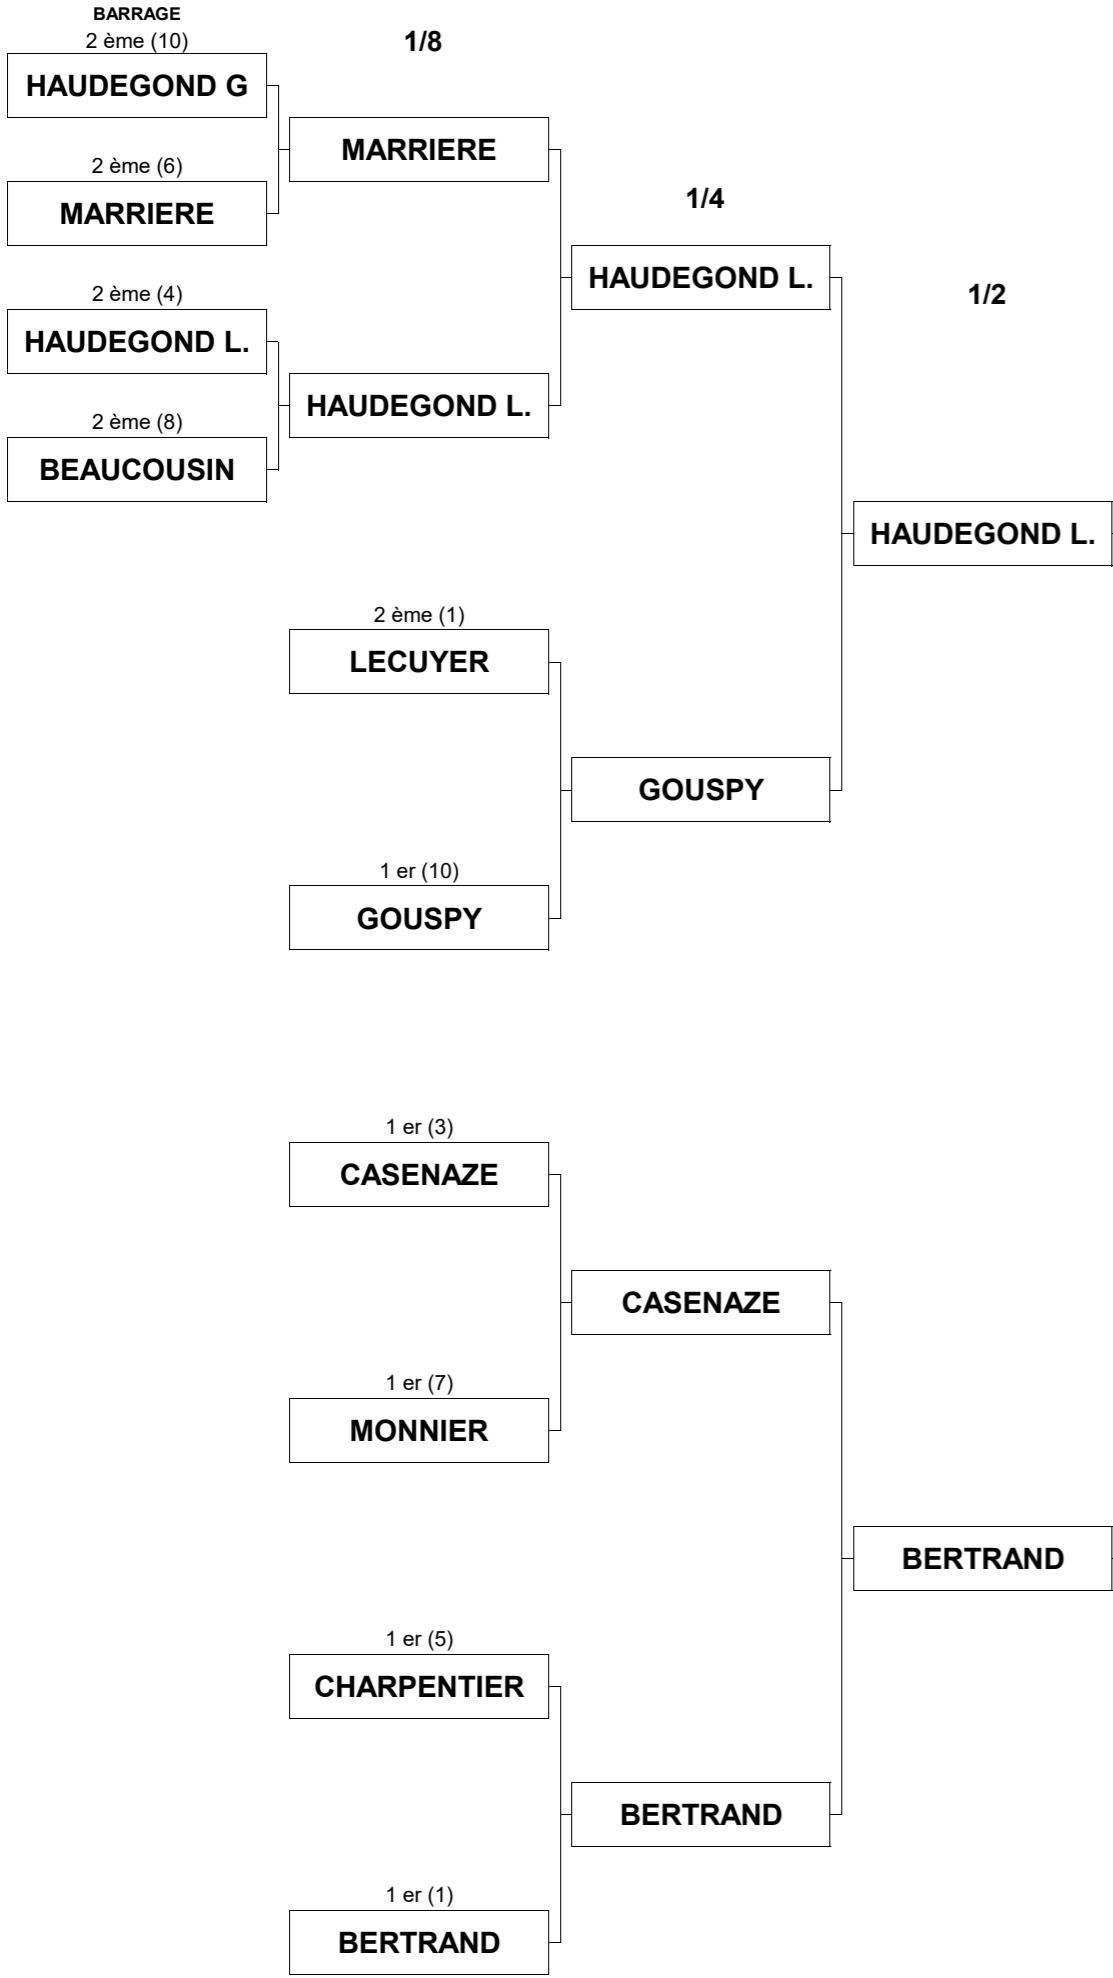 BARRAGE
2 ème (10)
1/8
HAUDEGOND G
MARRIERE
2 ème (6)
MARRIERE
1/4
HAUDEGOND L.
2 ème (4)
1/2
HAUDEGOND L.
HAUDEGOND L.
2 ème (8)
BEAUCOUSIN
HAUDEGOND L.
2 ème (1)
LECUYER
GOUSPY
1 er (10)
GOUSPY
1 er (3)
CASENAZE
CASENAZE
1 er (7)
MONNIER
BERTRAND
1 er (5)
CHARPENTIER
BERTRAND
1 er (1)
BERTRAND